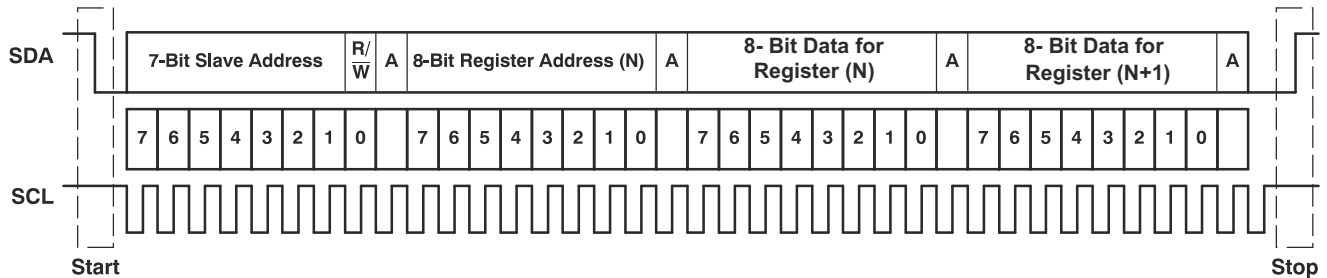 SDA
7-Bit Slave Address R/W̅ A 8-Bit Register Address (N) A 8- Bit Data for Register (N) A 8- Bit Data for Register (N+1) A
7 6 5 4 3 2 1 0 7 6 5 4 3 2 1 0 7 6 5 4 3 2 1 0 7 6 5 4 3 2 1 0
SCL
Start Stop